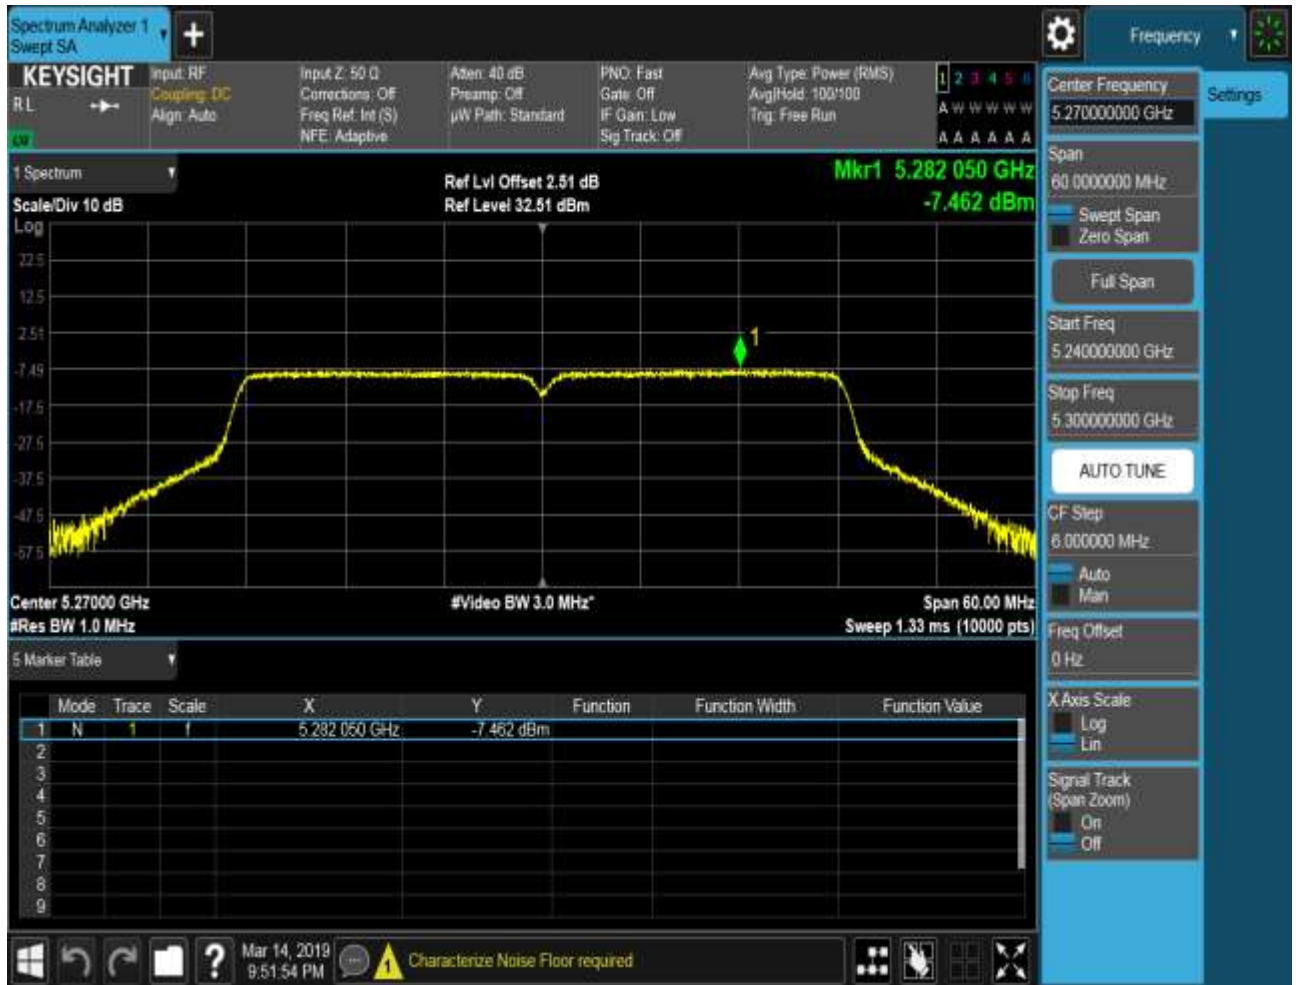 Spectrum Analyzer 1
Swept SA
+
Frequency
KEYSIGHT
R L
Input: RF
Coupling: DC
Align: Auto
Input Z: 50 Ω
Corrections: Off
Freq Ref: Int (S)
NFE: Adaptive
Atten: 40 dB
Preamp: Off
µW Path: Standard
PNO: Fast
Gate: Off
IF Gain: Low
Sig Track: Off
Avg Type: Power (RMS)
Avg|Hold: 100/100
Trig: Free Run
1 2 3 4 5 6
A W W W W W
A A A A A A
1 Spectrum
Scale/Div 10 dB
Ref Lvl Offset 2.51 dB
Ref Level 32.51 dBm
Mkr1 5.282 050 GHz
-7.462 dBm
Log
22.5
12.5
2.51
-7.49
-17.5
-27.5
-37.5
-47.5
-57.5
1
Center 5.27000 GHz
#Res BW 1.0 MHz
#Video BW 3.0 MHz*
Span 60.00 MHz
Sweep 1.33 ms (10000 pts)
5 Marker Table
Mode Trace Scale X Y Function Function Width Function Value
1 N 1 f 5.282 050 GHz -7.462 dBm
2
3
4
5
6
7
8
9
Center Frequency
5.270000000 GHz
Settings
Span
60.0000000 MHz
Swept Span
Zero Span
Full Span
Start Freq
5.240000000 GHz
Stop Freq
5.300000000 GHz
AUTO TUNE
CF Step
6.000000 MHz
Auto
Man
Freq Offset
0 Hz
X Axis Scale
Log
Lin
Signal Track
(Span Zoom)
On
Off
?
Mar 14, 2019
9:51:54 PM
1
Characterize Noise Floor required